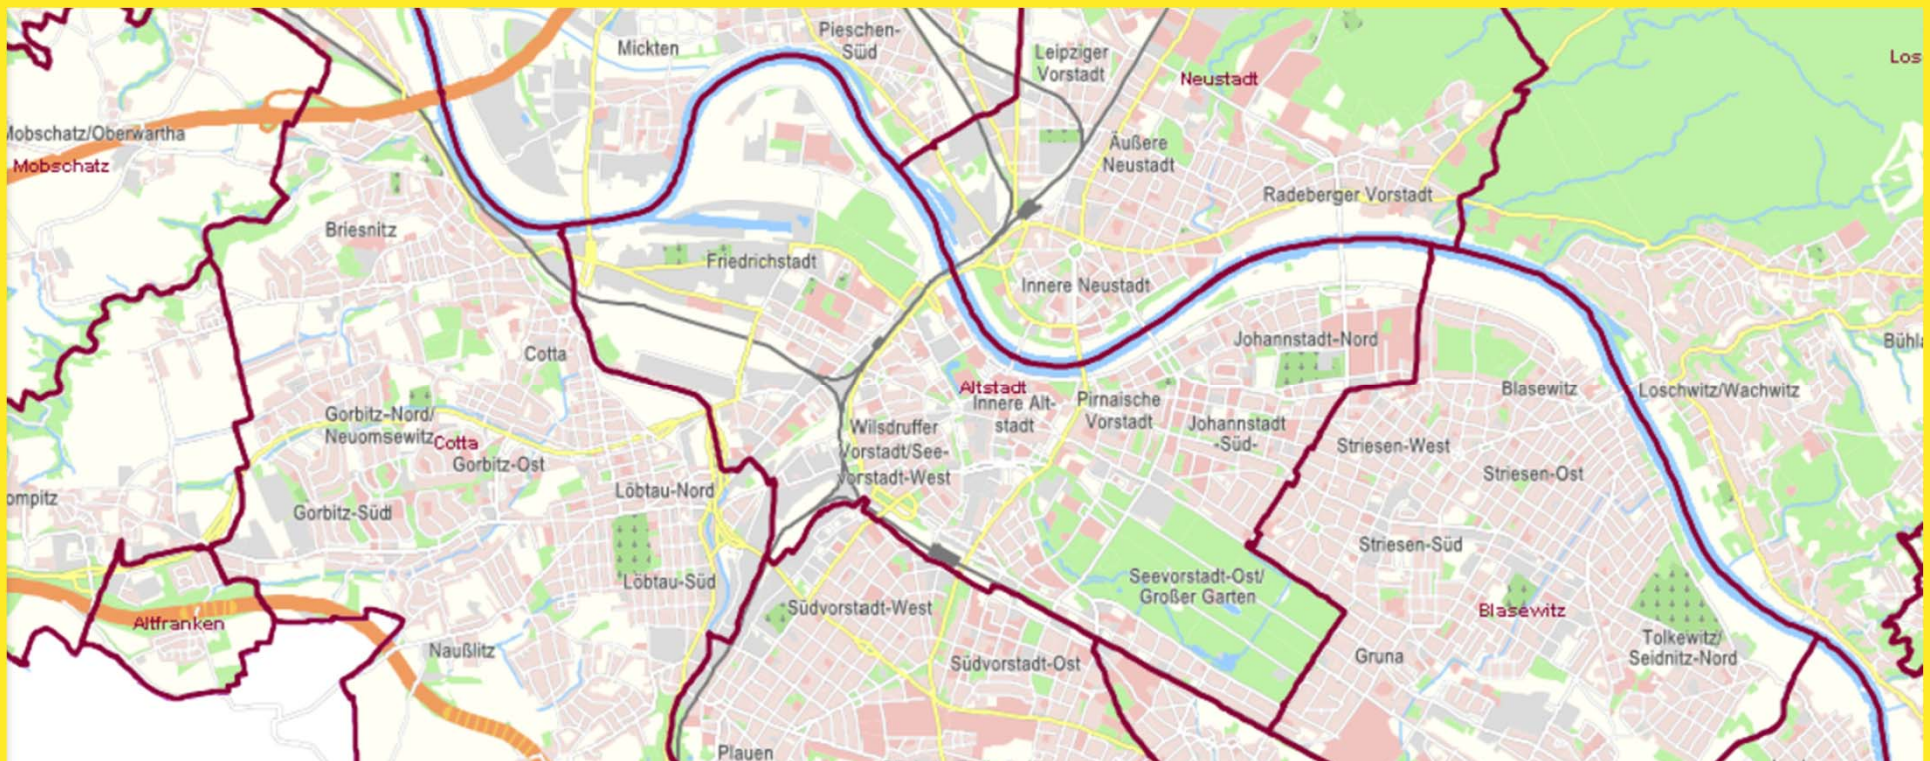 Mickten
Pieschen-
Süd
Leipziger
Vorstadt
Neustadt
Los
Mobschatz/Oberwartha
Mobschatz
Äußere
Neustadt
Radeberger Vorstadt
Briesnitz
Friedrichstadt
Innere Neustadt
Johannstadt-Nord
Bühla
Cotta
Altstadt
Innere Alt-
stadt
Pirnaische
Vorstadt
Blasewitz
Loschwitz/Wachwitz
Gorbitz-Nord/
Neuomsewitz
Cotta
Gorbitz-Ost
Wilsdruffer
Vorstadt/See-
vorstadt-West
Johannstadt
-Süd-
Striesen-West
Striesen-Ost
ompitz
Gorbitz-Süd
Löbtau-Nord
Striesen-Süd
Löbtau-Süd
Seevorstadt-Ost/
Großer Garten
Südvorstadt-West
Blasewitz
Altfranken
Naußlitz
Südvorstadt-Ost
Gruna
Tolkewitz/
Seidnitz-Nord
Plauen